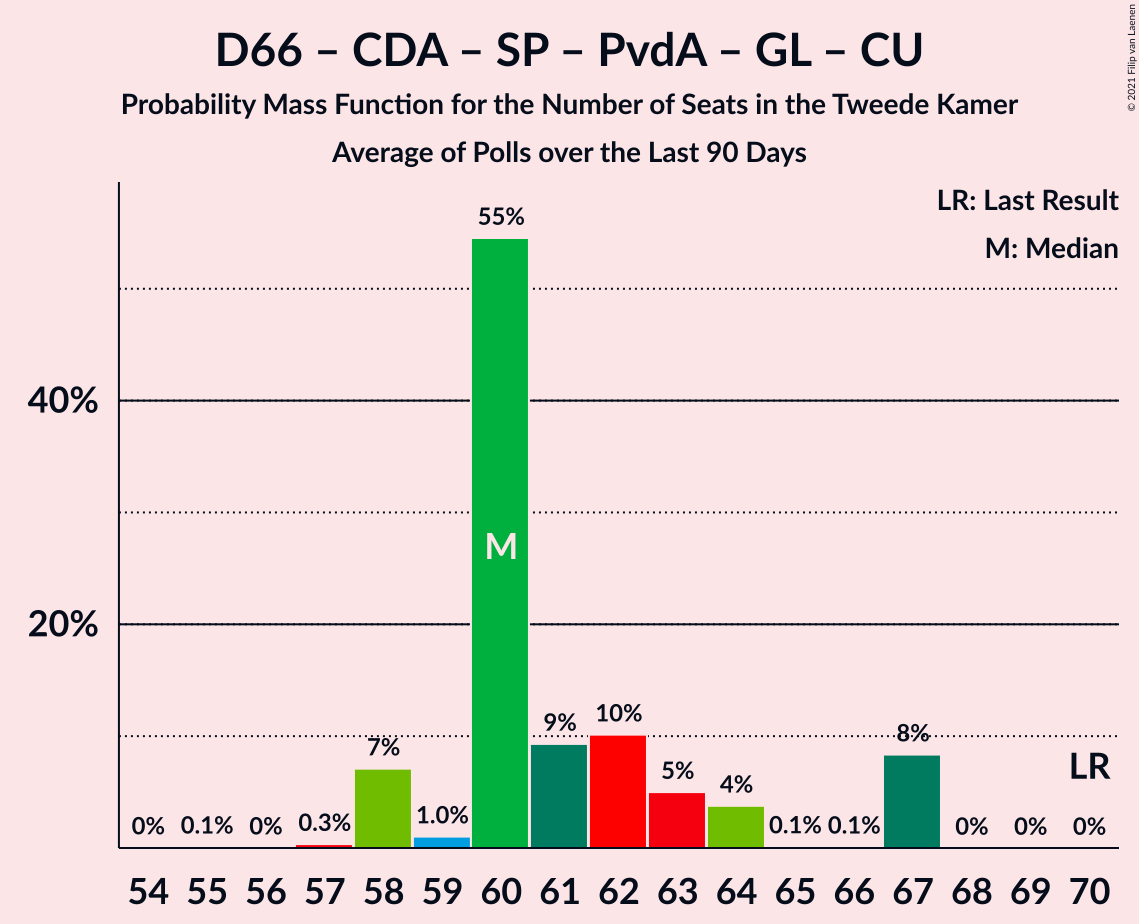 D66 – CDA – SP – PvdA – GL – CU
Probability Mass Function for the Number of Seats in the Tweede Kamer
Average of Polls over the Last 90 Days
© 2021 Filip van Laenen
LR: Last Result
M: Median
55%
40%
M
20%
10%
9%
8%
7%
LR
5%
4%
1.0%
0.3%
0% 0.1% 0% 0.1% 0.1% 0% 0% 0%
54 55 56 57 58 59 60 61 62 63 64 65 66 67 68 69 70